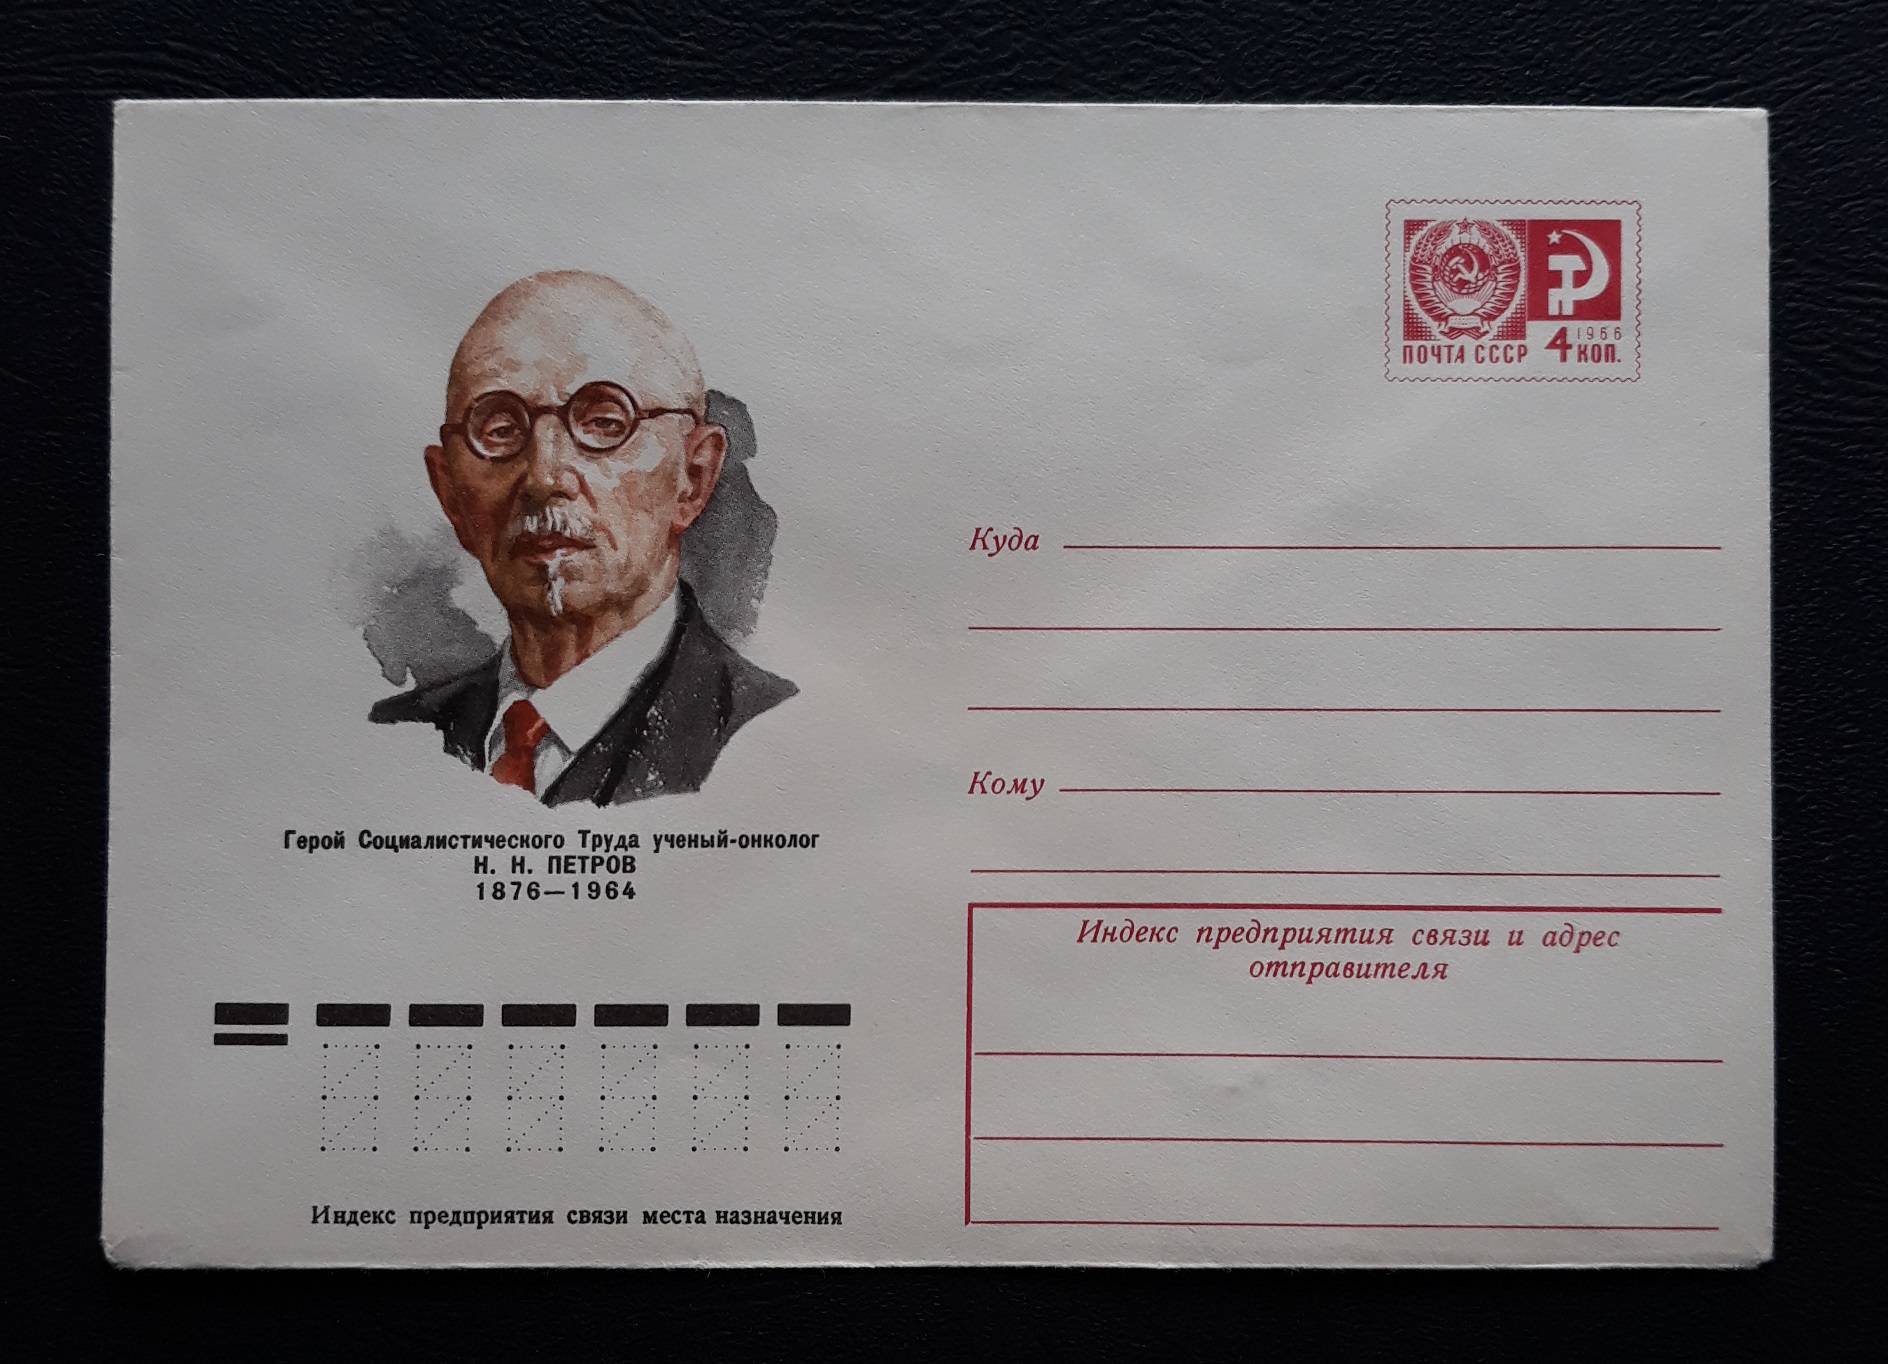 ПОЧТА СССР 4 1966 КОП.
Куда
Кому
Герой Социалистического Труда ученый-онколог
Н. Н. ПЕТРОВ
1876—1964
Индекс предприятия связи и адрес
отправителя
Индекс предприятия связи места назначения